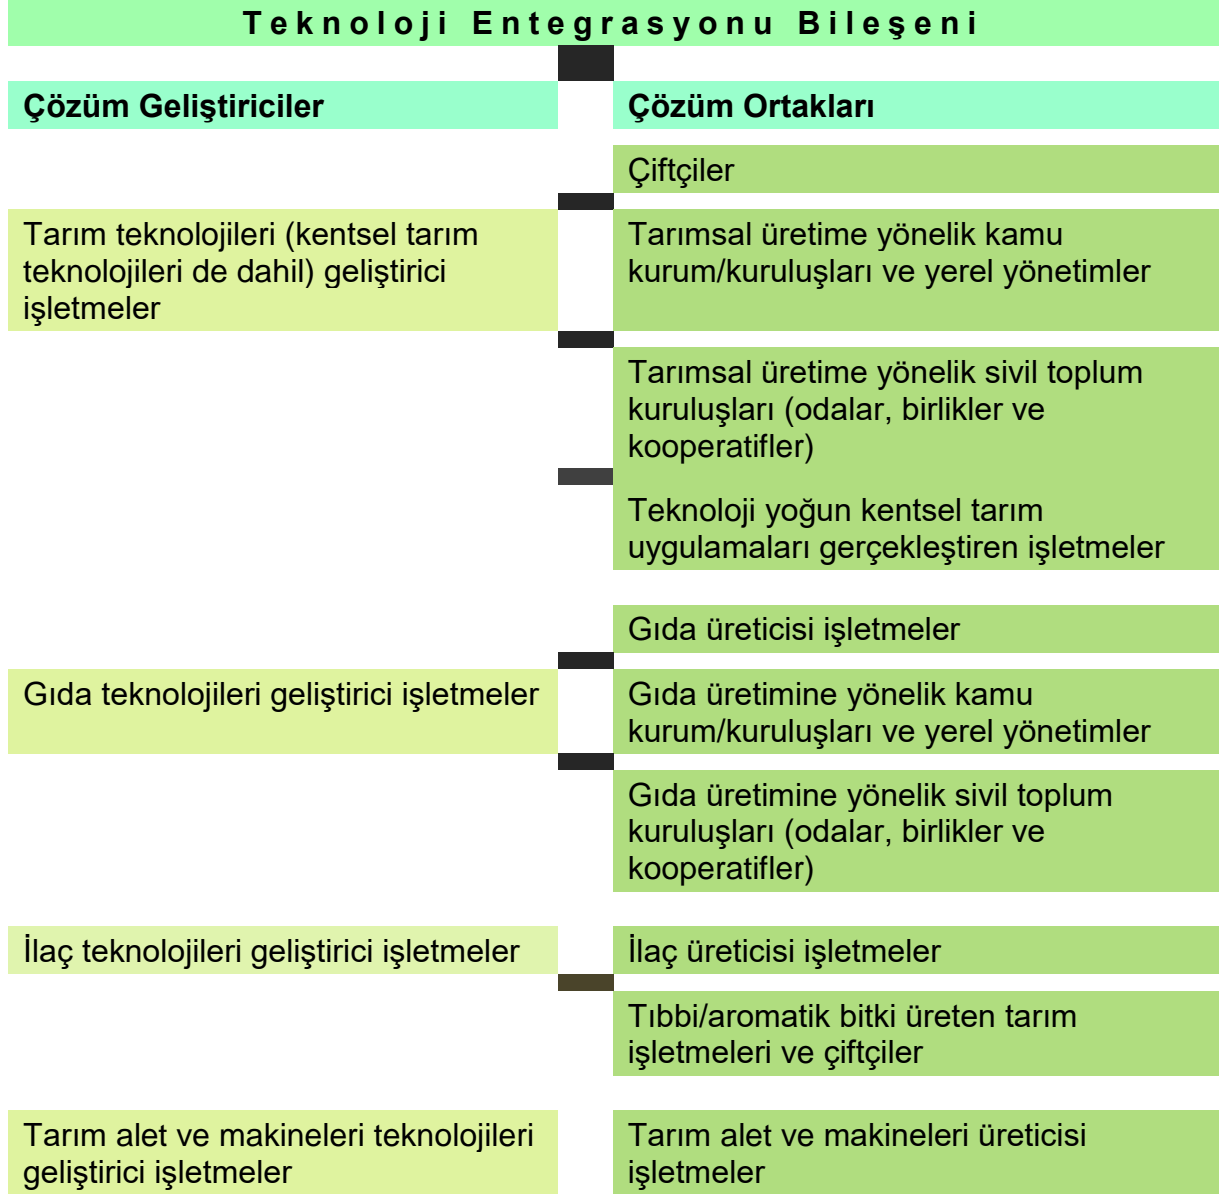 Teknoloji Entegrasyonu Bileşeni
Çözüm Geliştiriciler
Çözüm Ortakları
Çiftçiler
Tarım teknolojileri (kentsel tarım
teknolojileri de dahil) geliştirici
işletmeler
Tarımsal üretime yönelik kamu
kurum/kuruluşları ve yerel yönetimler
Tarımsal üretime yönelik sivil toplum
kuruluşları (odalar, birlikler ve
kooperatifler)
Teknoloji yoğun kentsel tarım
uygulamaları gerçekleştiren işletmeler
Gıda üreticisi işletmeler
Gıda teknolojileri geliştirici işletmeler
Gıda üretimine yönelik kamu
kurum/kuruluşları ve yerel yönetimler
Gıda üretimine yönelik sivil toplum
kuruluşları (odalar, birlikler ve
kooperatifler)
İlaç teknolojileri geliştirici işletmeler
İlaç üreticisi işletmeler
Tıbbi/aromatik bitki üreten tarım
işletmeleri ve çiftçiler
Tarım alet ve makineleri teknolojileri
geliştirici işletmeler
Tarım alet ve makineleri üreticisi
işletmeler